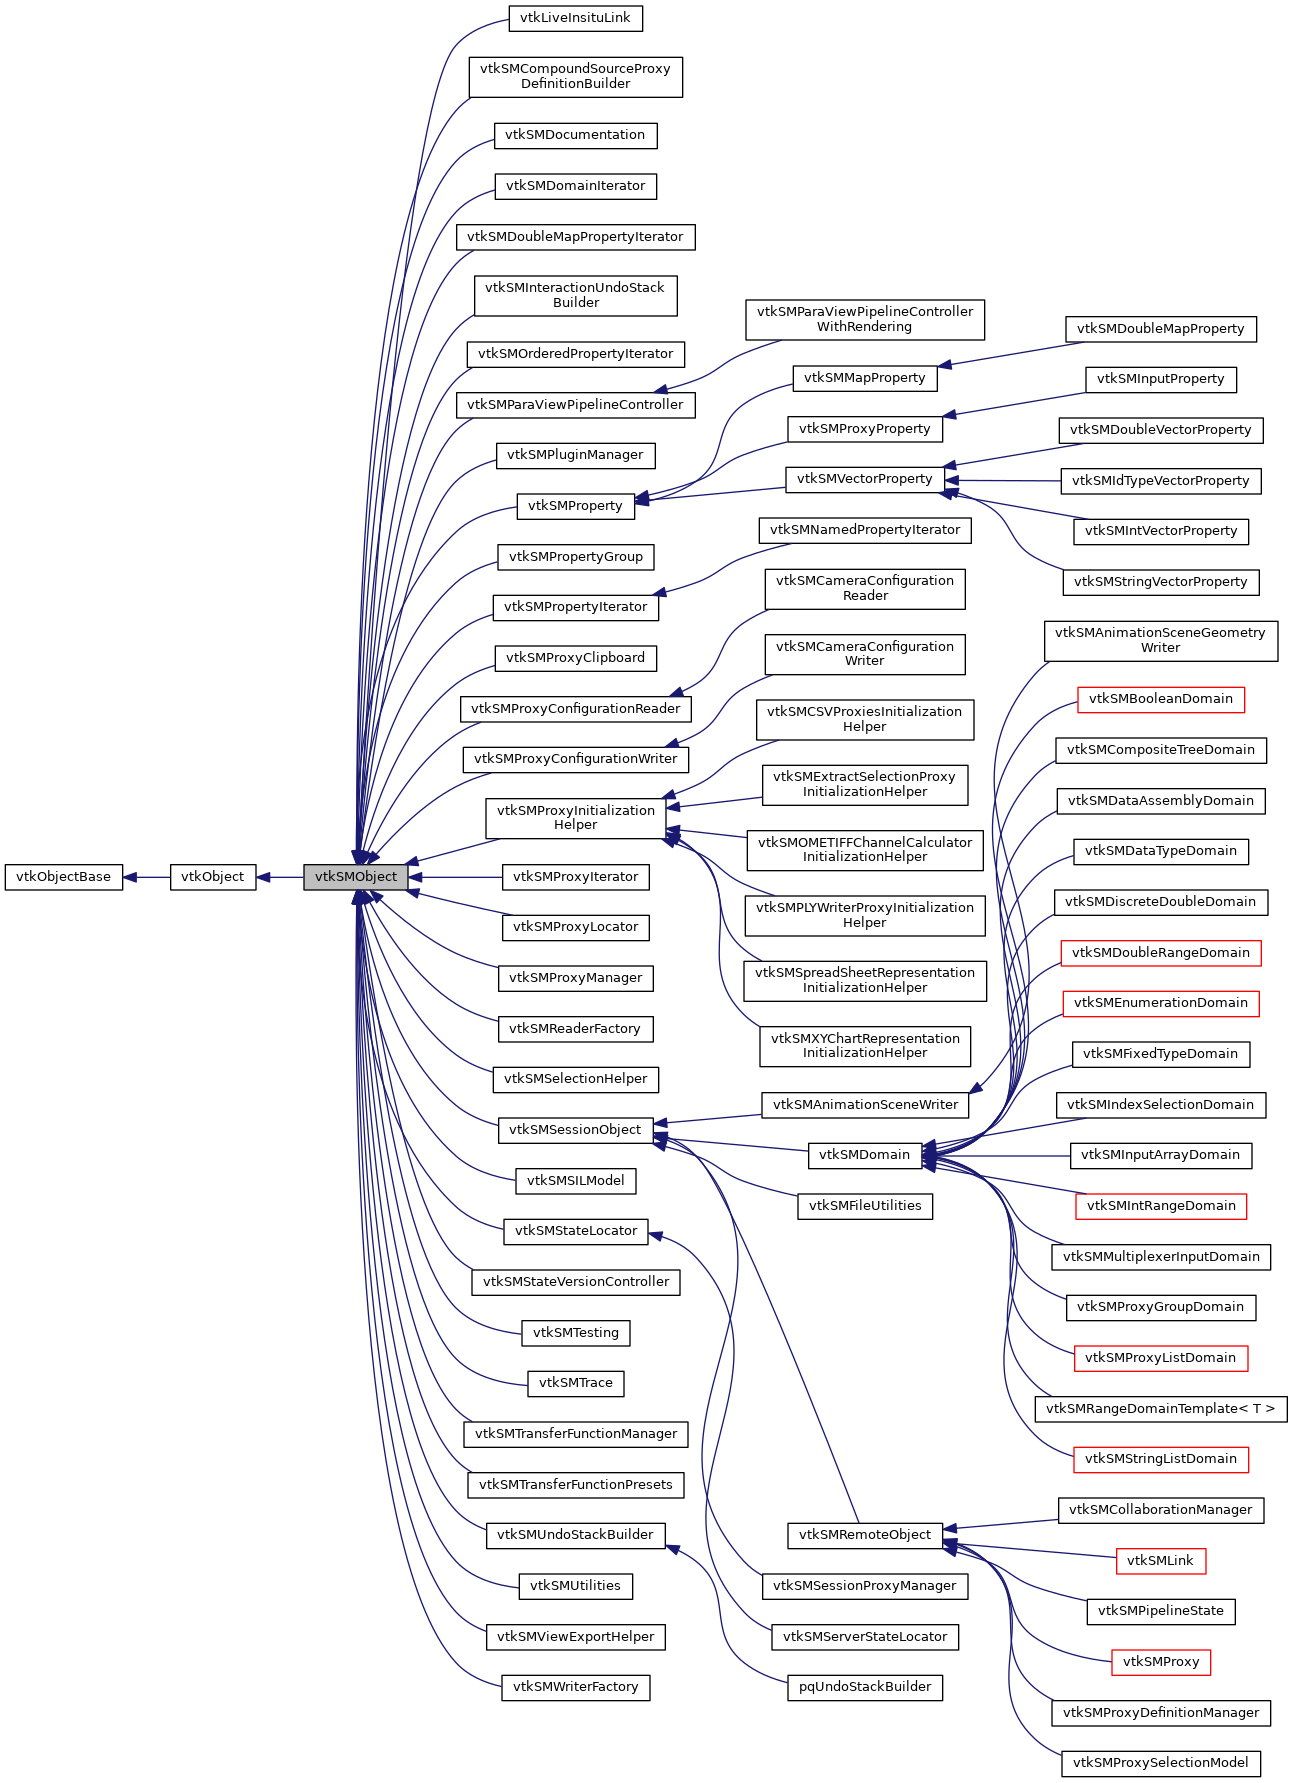 vtkLiveInsituLink
vtkSMCompoundSourceProxy
DefinitionBuilder
vtkSMDocumentation
vtkSMDomainIterator
vtkSMDoubleMapPropertyIterator
vtkSMInteractionUndoStack
Builder
vtkSMOrderedPropertyIterator
vtkSMParaViewPipelineController
vtkSMPluginManager
vtkSMProperty
vtkSMPropertyGroup
vtkSMPropertyIterator
vtkSMProxyClipboard
vtkSMProxyConfigurationReader
vtkSMProxyConfigurationWriter
vtkSMProxyInitialization
Helper
vtkObjectBase
vtkObject
vtkSMObject
vtkSMProxyIterator
vtkSMProxyLocator
vtkSMProxyManager
vtkSMReaderFactory
vtkSMSelectionHelper
vtkSMSessionObject
vtkSMSILModel
vtkSMStateLocator
vtkSMStateVersionController
vtkSMTesting
vtkSMTrace
vtkSMTransferFunctionManager
vtkSMTransferFunctionPresets
vtkSMUndoStackBuilder
vtkSMUtilities
vtkSMViewExportHelper
vtkSMWriterFactory
vtkSMParaViewPipelineController
WithRendering
vtkSMMapProperty
vtkSMProxyProperty
vtkSMVectorProperty
vtkSMNamedPropertyIterator
vtkSMCameraConfiguration
Reader
vtkSMCameraConfiguration
Writer
vtkSMCSVProxiesInitialization
Helper
vtkSMExtractSelectionProxy
InitializationHelper
vtkSMOMETIFFChannelCalculator
InitializationHelper
vtkSMPLYWriterProxyInitialization
Helper
vtkSMSpreadSheetRepresentation
InitializationHelper
vtkSMXYChartRepresentation
InitializationHelper
vtkSMAnimationSceneWriter
vtkSMDomain
vtkSMFileUtilities
vtkSMRemoteObject
vtkSMSessionProxyManager
vtkSMServerStateLocator
pqUndoStackBuilder
vtkSMDoubleMapProperty
vtkSMInputProperty
vtkSMDoubleVectorProperty
vtkSMIdTypeVectorProperty
vtkSMIntVectorProperty
vtkSMStringVectorProperty
vtkSMAnimationSceneGeometry
Writer
vtkSMBooleanDomain
vtkSMCompositeTreeDomain
vtkSMDataAssemblyDomain
vtkSMDataTypeDomain
vtkSMDiscreteDoubleDomain
vtkSMDoubleRangeDomain
vtkSMEnumerationDomain
vtkSMFixedTypeDomain
vtkSMIndexSelectionDomain
vtkSMInputArrayDomain
vtkSMIntRangeDomain
vtkSMMultiplexerInputDomain
vtkSMProxyGroupDomain
vtkSMProxyListDomain
vtkSMRangeDomainTemplate< T >
vtkSMStringListDomain
vtkSMCollaborationManager
vtkSMLink
vtkSMPipelineState
vtkSMProxy
vtkSMProxyDefinitionManager
vtkSMProxySelectionModel